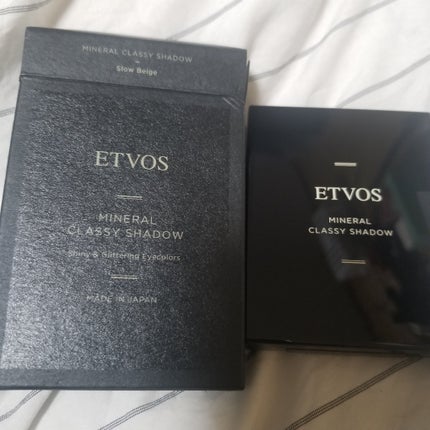 MINERAL CLASSY SHADOW
Slow Beige
ETVOS
MINERAL
CLASSY SHADOW
Shiny & Glittering Eyecolors
MADE IN JAPAN
ETVOS
MINERAL
CLASSY SHADOW